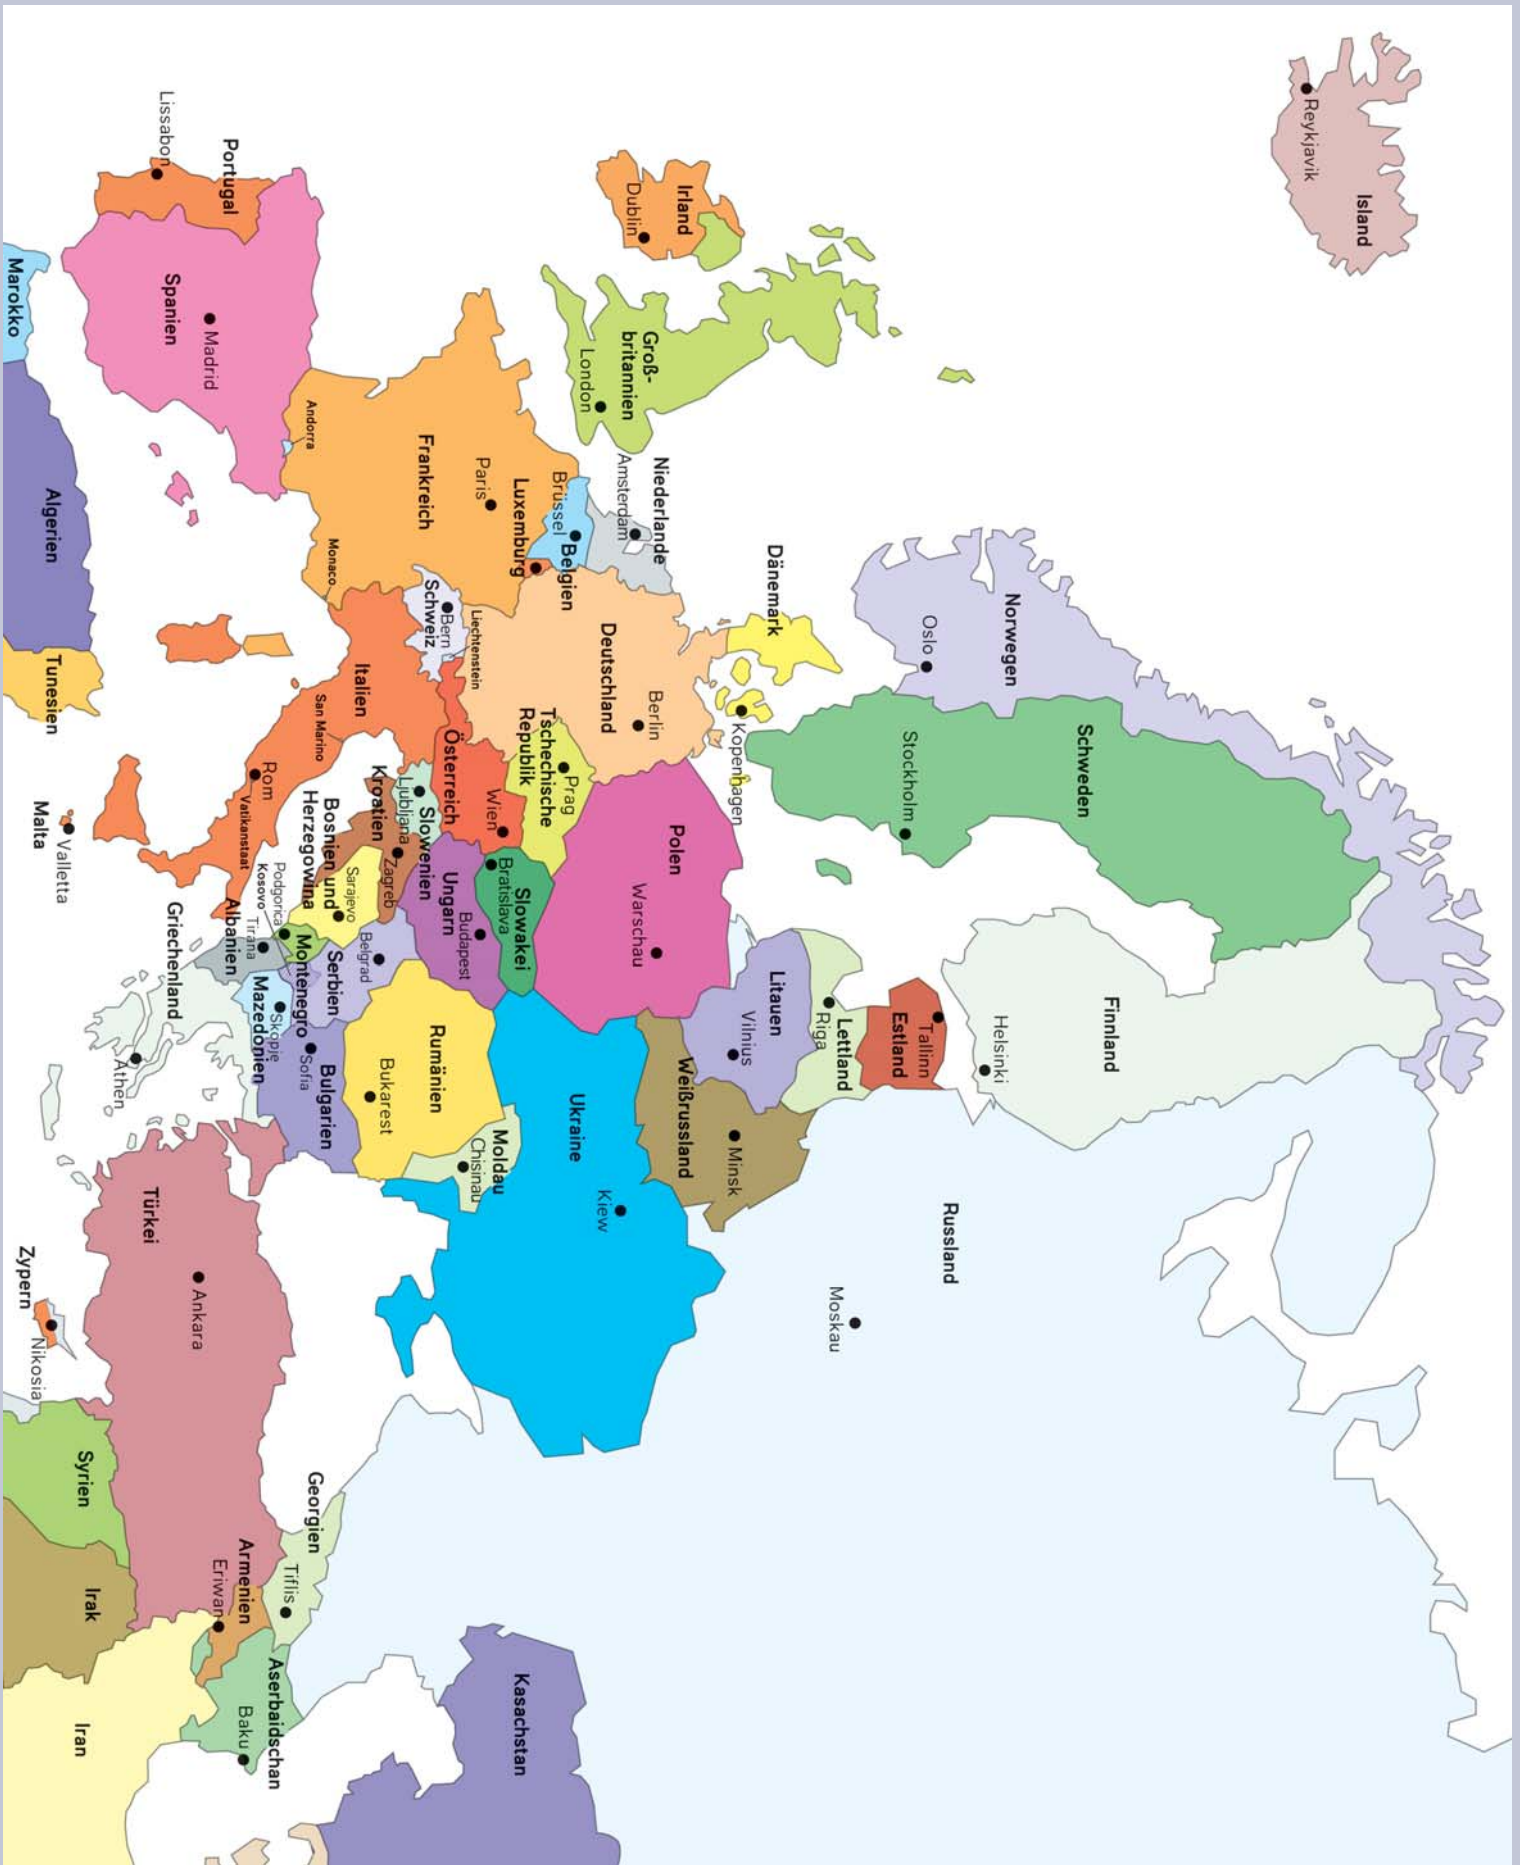 Island
Reykjavik
Norwegen
Oslo
Schweden
Stockholm
Finnland
Helsinki
Russland
Moskau
Estland
Tallinn
Lettland
Riga
Litauen
Vilnius
Weißrussland
Minsk
Dänemark
Kopenhagen
Irland
Dublin
Groß-
britannien
London
Niederlande
Amsterdam
Belgien
Brüssel
Luxemburg
Deutschland
Berlin
Polen
Warschau
Tschechische
Republik
Prag
Slowakei
Bratislava
Ukraine
Kiew
Moldau
Chisinau
Frankreich
Paris
Monaco
Andorra
Schweiz
Bern
Liechtenstein
Österreich
Wien
Ungarn
Budapest
Rumänien
Bukarest
Slowenien
Ljubljana
Kroatien
Zagreb
Bosnien und
Herzegowina
Sarajevo
Serbien
Belgrad
Montenegro
Podgorica
Kosovo
Albanien
Tirana
Mazedonien
Skopje
Bulgarien
Sofia
Griechenland
Athen
Italien
San Marino
Rom
Vatikanstaat
Malta
Valletta
Portugal
Lissabon
Spanien
Madrid
Marokko
Algerien
Tunesien
Türkei
Ankara
Zypern
Nikosia
Syrien
Irak
Iran
Georgien
Tiflis
Armenien
Eriwan
Aserbaidschan
Baku
Kasachstan